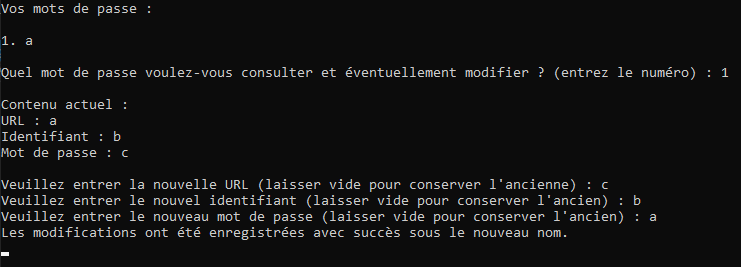 Vos mots de passe :
1. a
Quel mot de passe voulez-vous consulter et éventuellement modifier ? (entrez le numéro) : 1
Contenu actuel :
URL : a
Identifiant : b
Mot de passe : c
Veuillez entrer la nouvelle URL (laisser vide pour conserver l'ancienne) : c
Veuillez entrer le nouvel identifiant (laisser vide pour conserver l'ancien) : b
Veuillez entrer le nouveau mot de passe (laisser vide pour conserver l'ancien) : a
Les modifications ont été enregistrées avec succès sous le nouveau nom.